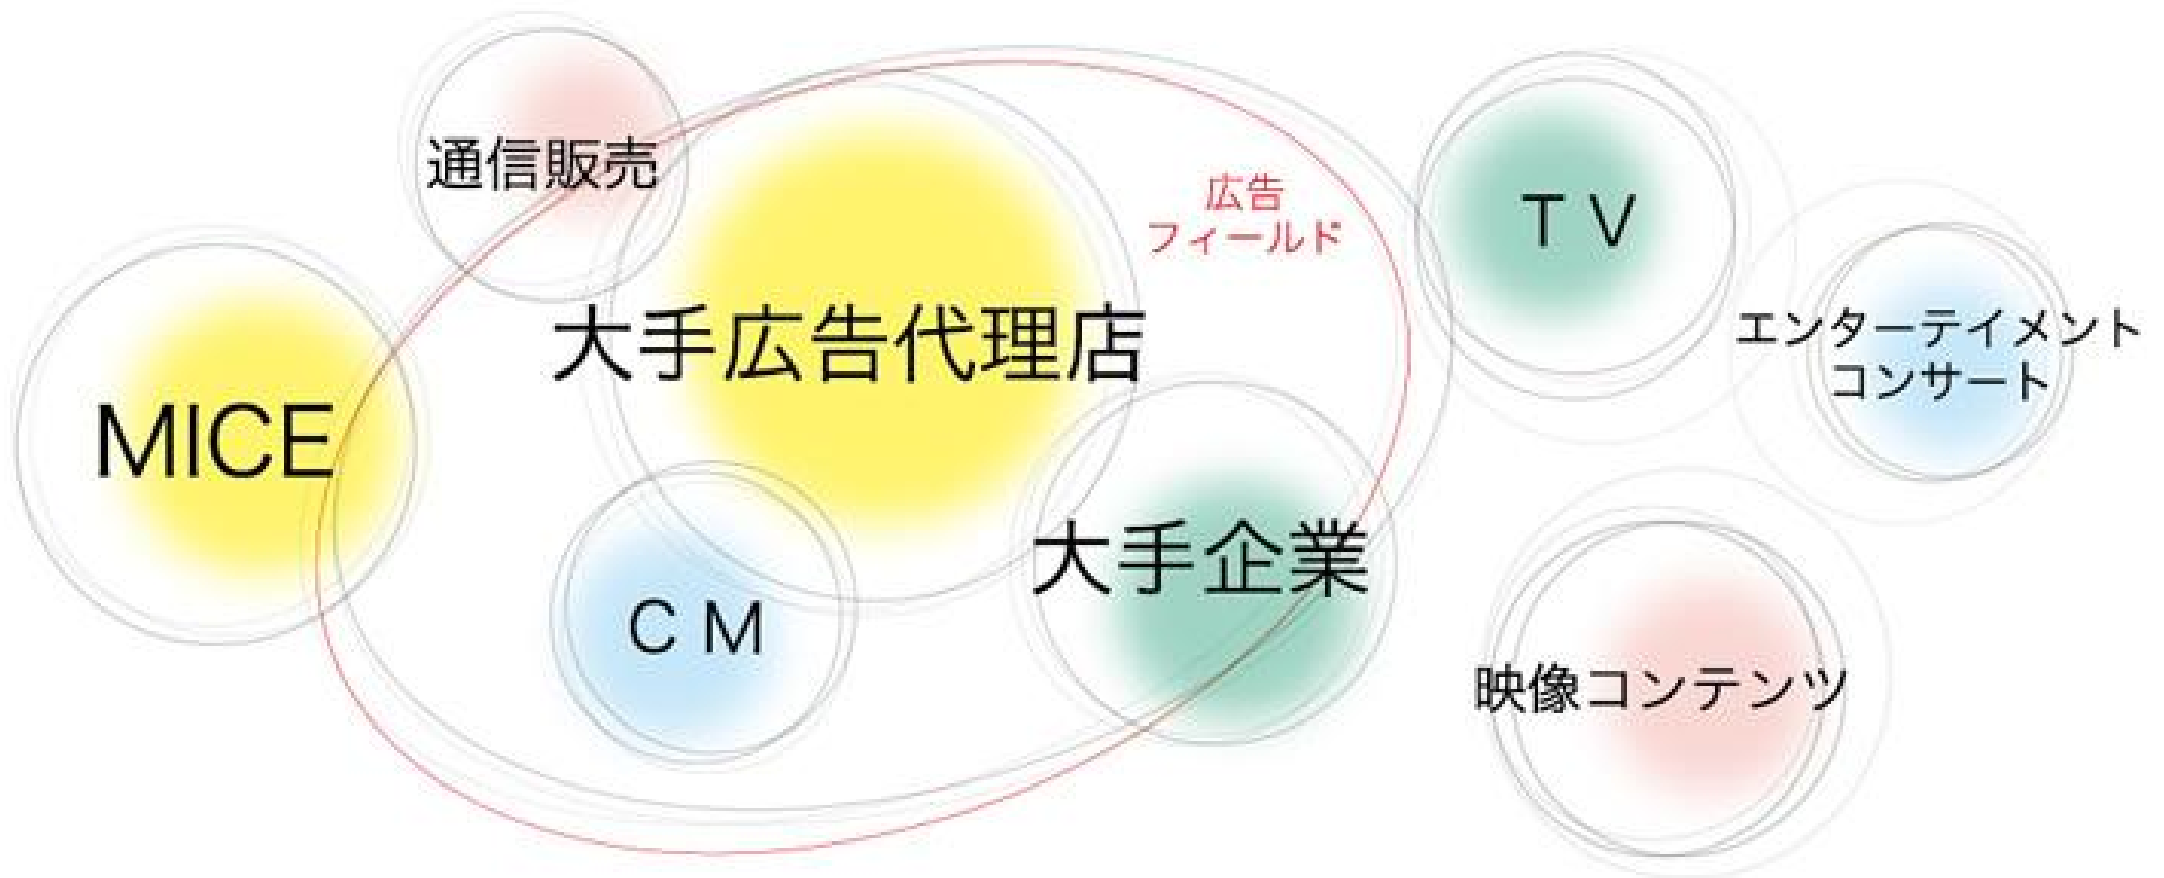 通信販売
広告
フィールド
TV
大手広告代理店
エンターテイメント
コンサート
MICE
大手企業
CM
映像コンテンツ